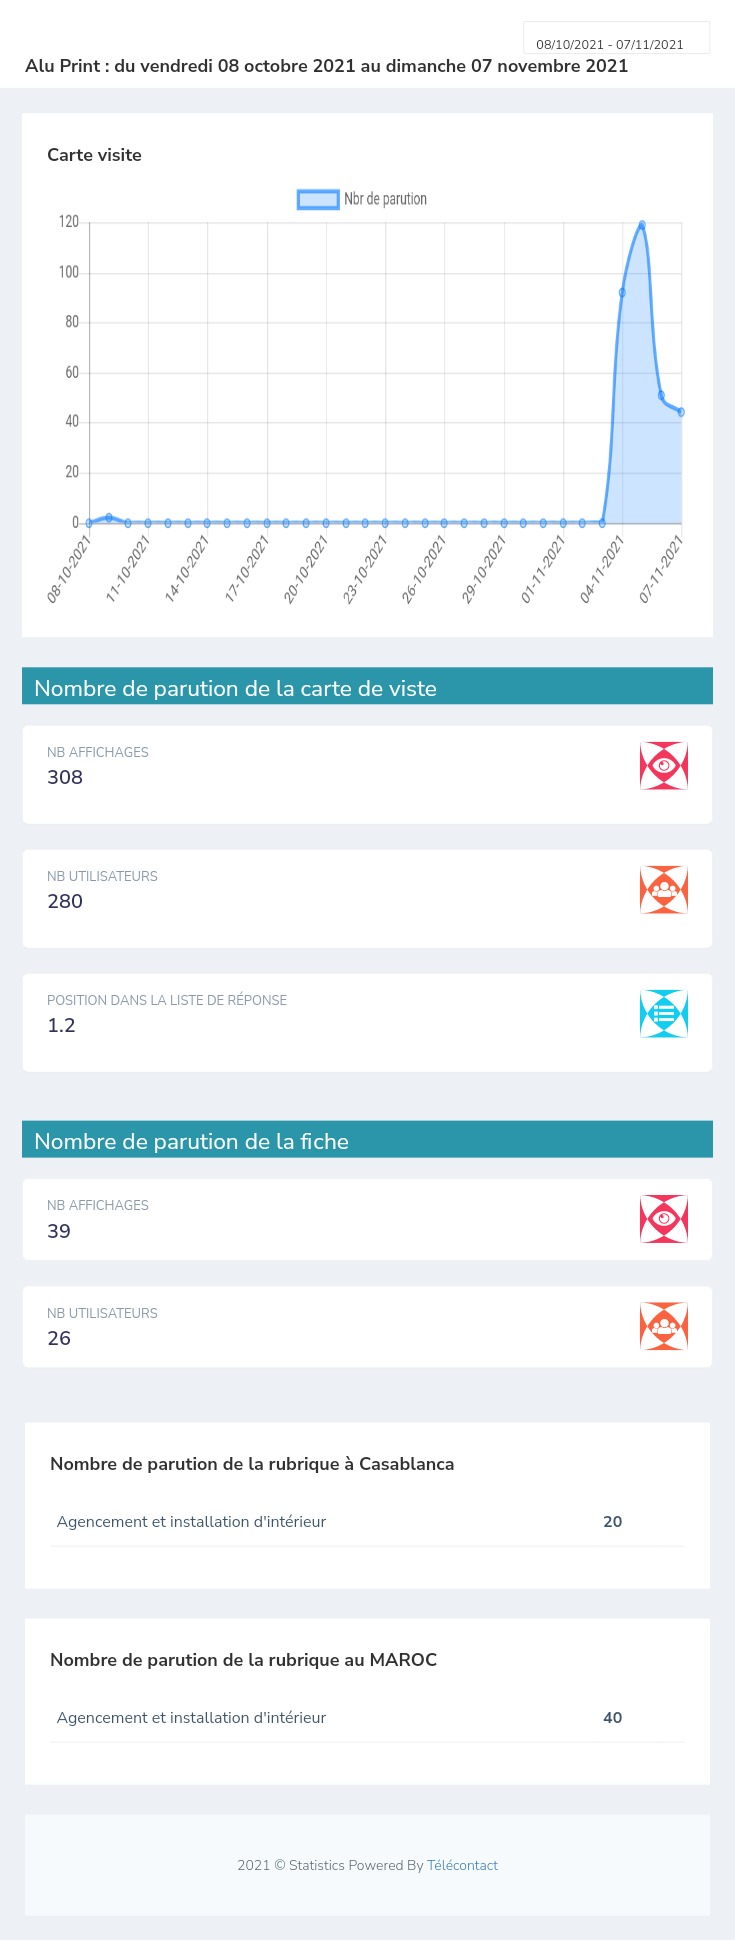 08/10/2021 - 07/11/2021
Alu Print : du vendredi 08 octobre 2021 au dimanche 07 novembre 2021
Carte visite
Nbr de parution
120
100
80
60
40
20
0
08-10-2021
11-10-2021
14-10-2021
17-10-2021
20-10-2021
23-10-2021
26-10-2021
29-10-2021
01-11-2021
04-11-2021
07-11-2021
Nombre de parution de la carte de viste
NB AFFICHAGES
308
NB UTILISATEURS
280
POSITION DANS LA LISTE DE RÉPONSE
1.2
Nombre de parution de la fiche
NB AFFICHAGES
39
NB UTILISATEURS
26
Nombre de parution de la rubrique à Casablanca
Agencement et installation d'intérieur 20
Nombre de parution de la rubrique au MAROC
Agencement et installation d'intérieur 40
2021 © Statistics Powered By Télécontact